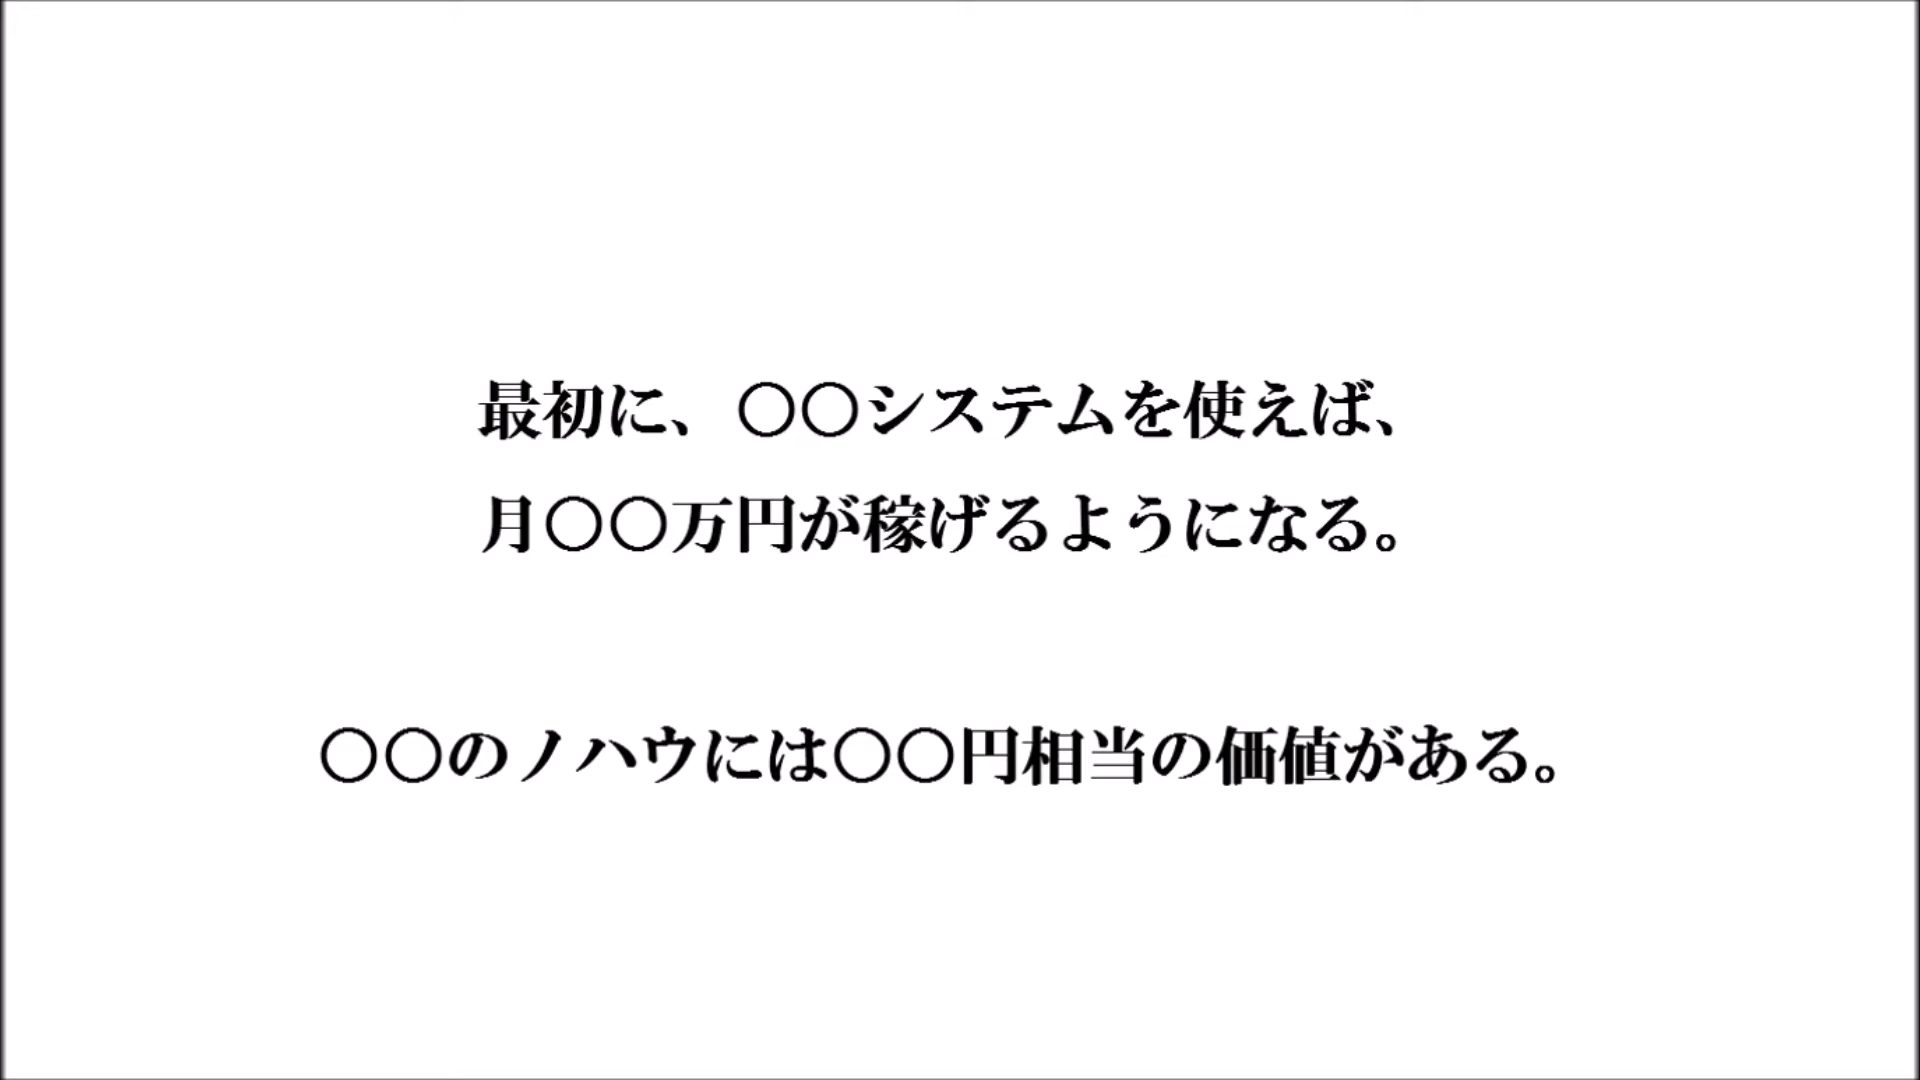 最初に、〇〇システムを使えば、
月〇〇万円が稼げるようになる。
〇〇のノハウには〇〇円相当の価値がある。